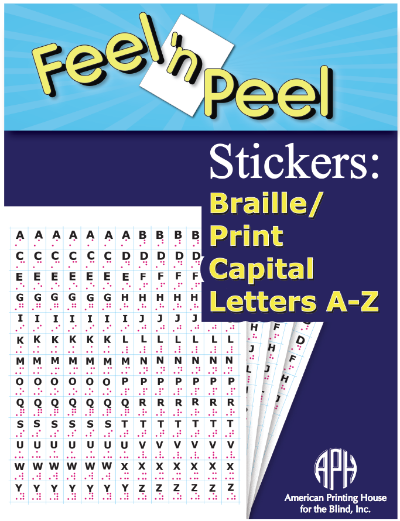 Feel 'n Peel
Stickers:
Braille/
Print
Capital
Letters A-Z
A A A A A A A B B B B
C C C C C C D D D D D
E E E E E E F F F F F
G G G G G G H H H H H
I I I I I I J J J J J
K K K K K K L L L L L L
M M M M M M N N N N N N
O O O O O O P P P P P P
Q Q Q Q Q Q R R R R R R
S S S S S S T T T T T T
U U U U U U V V V V V V
W W W W W W X X X X X X
Y Y Y Y Y Y Z Z Z Z Z Z
APH
American Printing House
for the Blind, Inc.